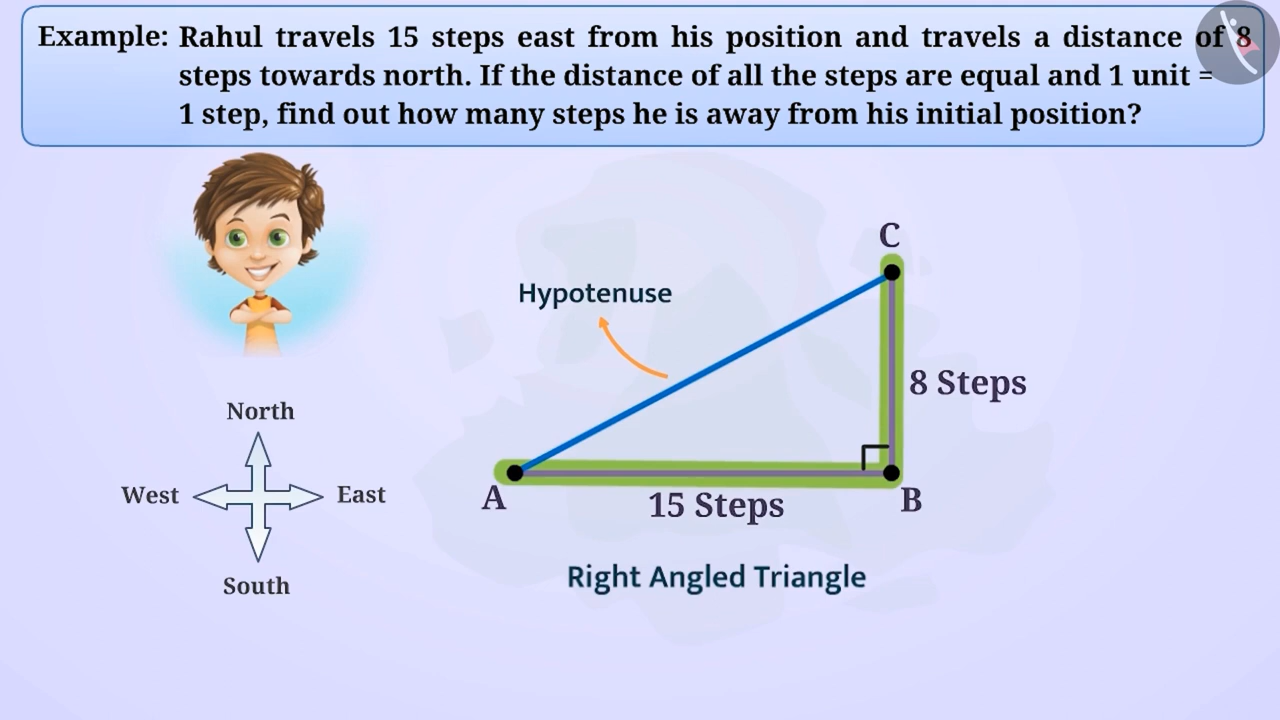 Example: Rahul travels 15 steps east from his position and travels a distance of 8
steps towards north. If the distance of all the steps are equal and 1 unit =
1 step, find out how many steps he is away from his initial position?
C
Hypotenuse
8 Steps
North
West
East
South
A
15 Steps
B
Right Angled Triangle